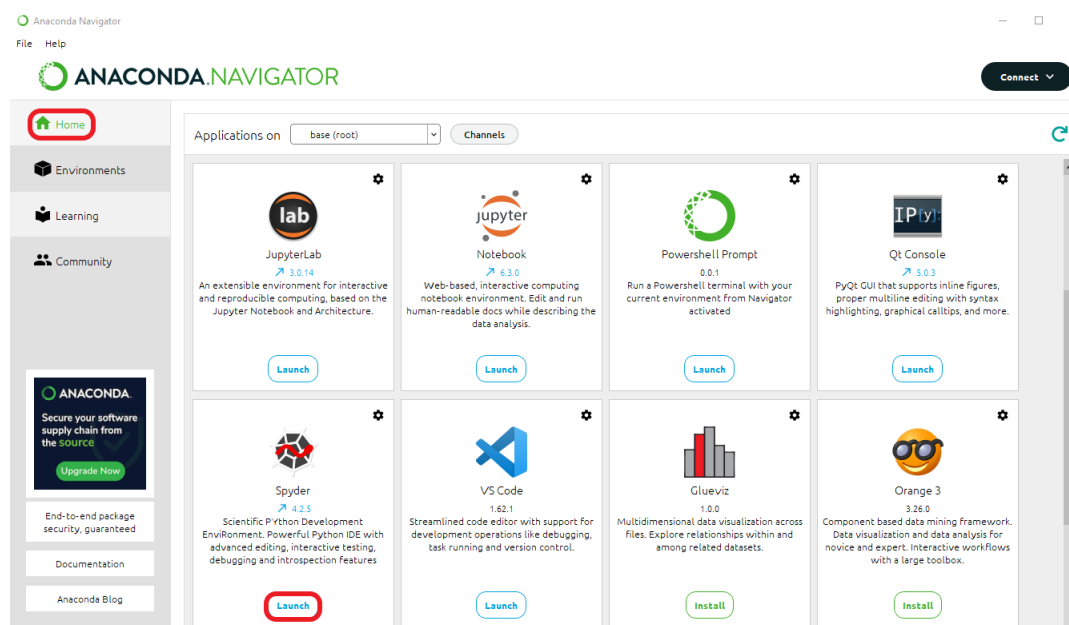 Anaconda Navigator
File Help
ANACONDA.NAVIGATOR
Connect
Home
Environments
Learning
Community
ANACONDA.
Secure your software
supply chain from
the source
Upgrade Now
End-to-end package
security, guaranteed
Documentation
Anaconda Blog
Applications on base (root) Channels
lab
JupyterLab
3.0.14
An extensible environment for interactive
and reproducible computing, based on the
Jupyter Notebook and Architecture.
Launch
jupyter
Notebook
6.3.0
Web-based, interactive computing
notebook environment. Edit and run
human-readable docs while describing the
data analysis.
Launch
Powershell Prompt
0.0.1
Run a Powershell terminal with your
current environment from Navigator
activated
Launch
IP[y]:
Qt Console
5.0.3
PyQt GUI that supports inline figures,
proper multiline editing with syntax
highlighting, graphical calltips, and more.
Launch
Spyder
4.2.5
Scientific PYthon Development
EnviRonment. Powerful Python IDE with
advanced editing, interactive testing,
debugging and introspection features
Launch
VS Code
1.62.1
Streamlined code editor with support for
development operations like debugging,
task running and version control.
Launch
Glueviz
1.0.0
Multidimensional data visualization across
files. Explore relationships within and
among related datasets.
Install
Orange 3
3.26.0
Component based data mining framework.
Data visualization and data analysis for
novice and expert. Interactive workflows
with a large toolbox.
Install